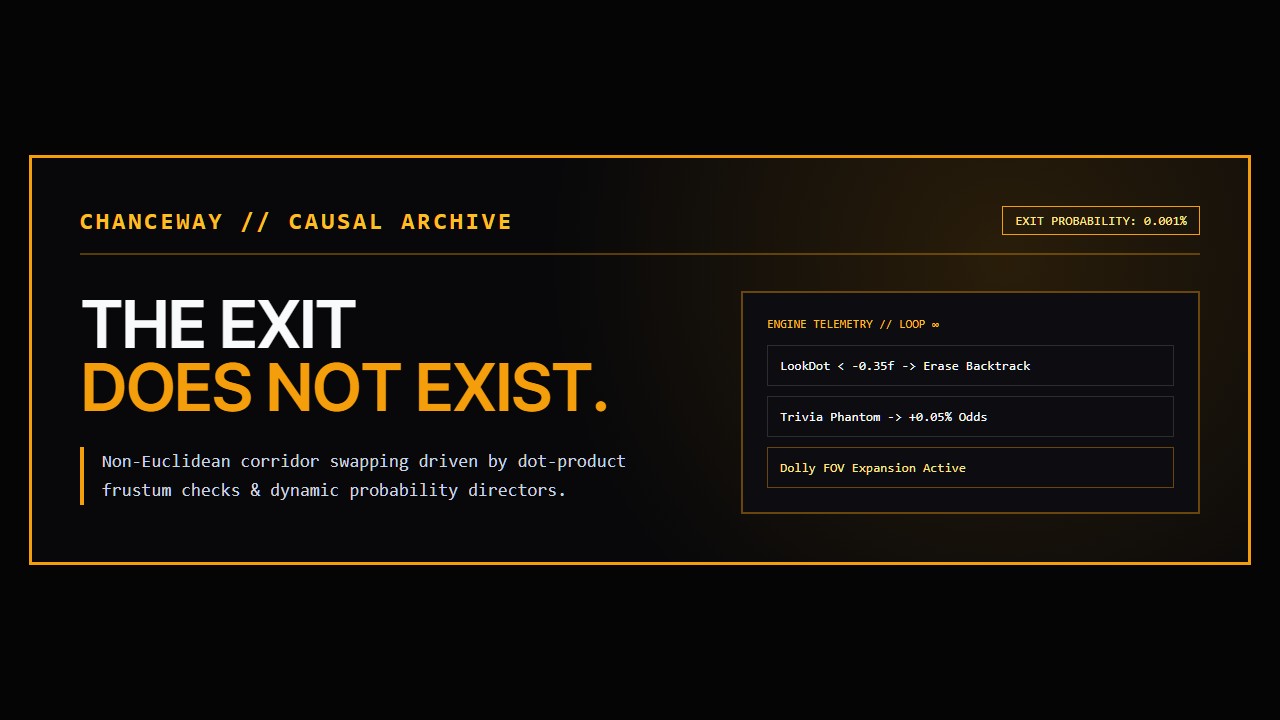 CHANCEWAY // CAUSAL ARCHIVE
EXIT PROBABILITY: 0.001%
THE EXIT
DOES NOT EXIST.
Non-Euclidean corridor swapping driven by dot-product
frustum checks & dynamic probability directors.
ENGINE TELEMETRY // LOOP ∞
LookDot < -0.35f -> Erase Backtrack
Trivia Phantom -> +0.05% Odds
Dolly FOV Expansion Active